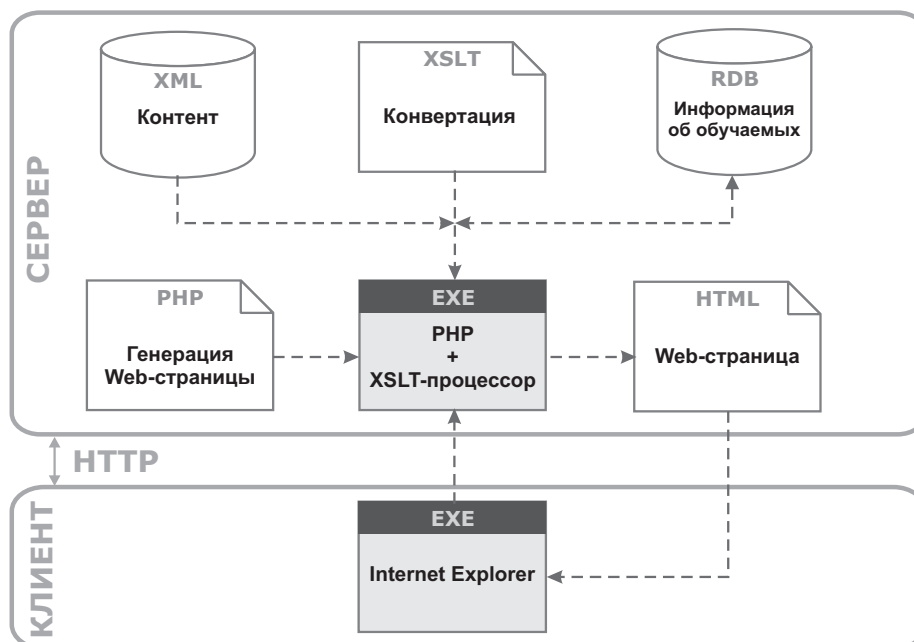 СЕРВЕР
XML
Контент
XSLT
Конвертация
RDB
Информация
об обучаемых
PHP
Генерация
Web-страницы
EXE
PHP
+
XSLT-процессор
HTML
Web-страница
HTTP
КЛИЕНТ
EXE
Internet Explorer